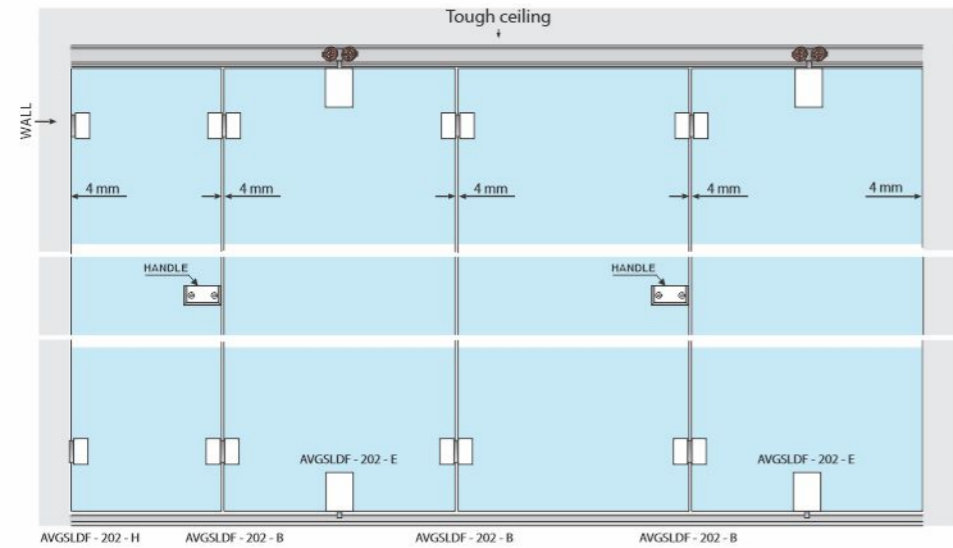 Tough ceiling
WALL
4 mm
4 mm
4 mm
4 mm
4 mm
HANDLE
HANDLE
AVGSLDF - 202 - E
AVGSLDF - 202 - E
AVGSLDF - 202 - H
AVGSLDF - 202 - B
AVGSLDF - 202 - B
AVGSLDF - 202 - B